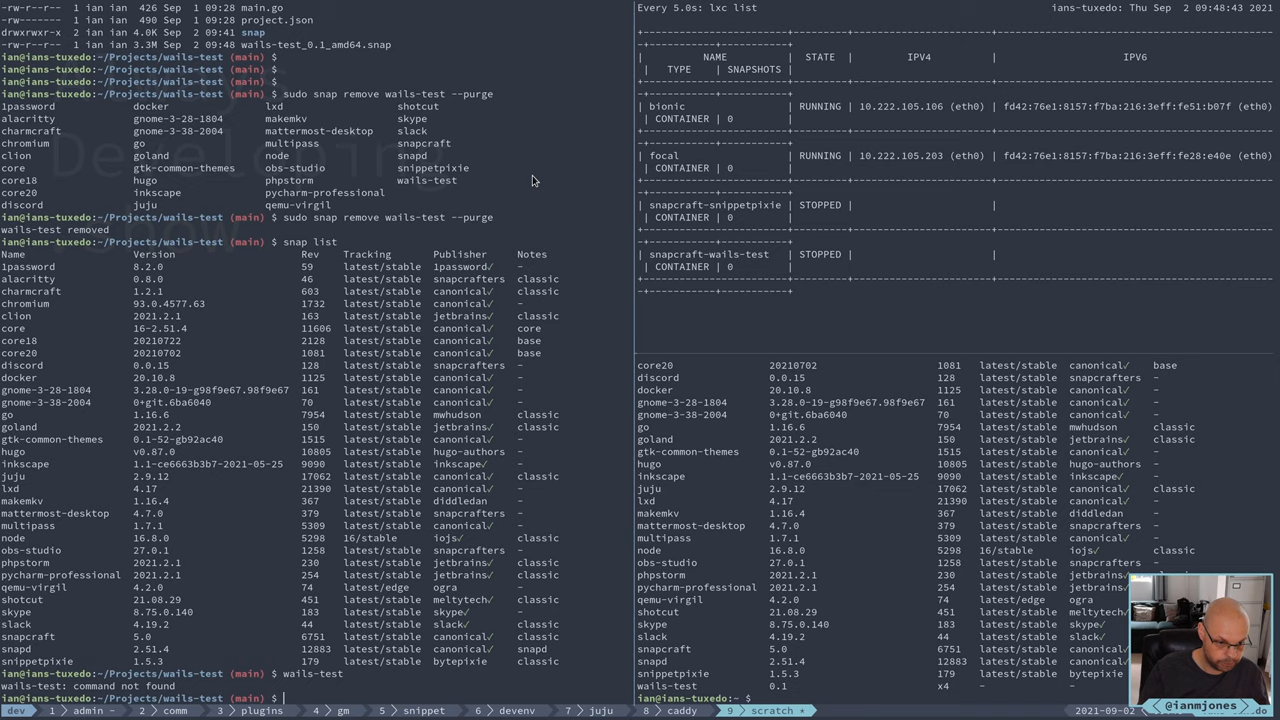 -rw-r--r--  1 ian ian  426 Sep  1 09:28 main.go
-rw-------  1 ian ian  490 Sep  1 09:28 project.json
drwxrwxr-x  2 ian ian 4.0K Sep  2 09:41 snap
-rw-r--r--  1 ian ian 3.3M Sep  2 09:48 wails-test_0.1_amd64.snap
ian@ians-tuxedo:~/Projects/wails-test (main) $
ian@ians-tuxedo:~/Projects/wails-test (main) $
ian@ians-tuxedo:~/Projects/wails-test (main) $
ian@ians-tuxedo:~/Projects/wails-test (main) $ sudo snap remove wails-test --purge
1password docker lxd shotcut
alacritty gnome-3-28-1804 makemkv skype
charmcraft gnome-3-38-2004 mattermost-desktop slack
chromium go multipass snapcraft
clion goland node snapd
core gtk-common-themes obs-studio snippetpixie
core18 hugo phpstorm wails-test
core20 inkscape pycharm-professional
discord juju qemu-virgil
ian@ians-tuxedo:~/Projects/wails-test (main) $ sudo snap remove wails-test --purge
wails-test removed
ian@ians-tuxedo:~/Projects/wails-test (main) $ snap list
Name Version Rev Tracking Publisher Notes
1password 8.2.0 59 latest/stable 1password✓ -
alacritty 0.8.0 46 latest/stable snapcrafters classic
charmcraft 1.2.1 603 latest/stable canonical✓ classic
chromium 93.0.4577.63 1732 latest/stable canonical✓ -
clion 2021.2.1 163 latest/stable jetbrains✓ classic
core 16-2.51.4 11606 latest/stable canonical✓ core
core18 20210722 2128 latest/stable canonical✓ base
core20 20210702 1081 latest/stable canonical✓ base
discord 0.0.15 128 latest/stable snapcrafters -
docker 20.10.8 1125 latest/stable canonical✓ -
gnome-3-28-1804 3.28.0-19-g98f9e67.98f9e67 161 latest/stable canonical✓ -
gnome-3-38-2004 0+git.6ba6040 70 latest/stable canonical✓ -
go 1.16.6 7954 latest/stable mwhudson classic
goland 2021.2.2 150 latest/stable jetbrains✓ classic
gtk-common-themes 0.1-52-gb92ac40 1515 latest/stable canonical✓ -
hugo v0.87.0 10805 latest/stable hugo-authors -
inkscape 1.1-ce6663b3b7-2021-05-25 9090 latest/stable inkscape✓ -
juju 2.9.12 17062 latest/stable canonical✓ classic
lxd 4.17 21390 latest/stable canonical✓ -
makemkv 1.16.4 367 latest/stable diddledan -
mattermost-desktop 4.7.0 379 latest/stable snapcrafters -
multipass 1.7.1 5309 latest/stable canonical✓ -
node 16.8.0 5298 16/stable iojs✓ classic
obs-studio 27.0.1 1258 latest/stable snapcrafters -
phpstorm 2021.2.1 230 latest/stable jetbrains✓ classic
pycharm-professional 2021.2.1 254 latest/stable jetbrains✓ classic
qemu-virgil 4.2.0 74 latest/edge ogra -
shotcut 21.08.29 451 latest/stable meltytech✓ classic
skype 8.75.0.140 183 latest/stable skype✓ -
slack 4.19.2 44 latest/stable slack✓ classic
snapcraft 5.0 6751 latest/stable canonical✓ classic
snapd 2.51.4 12883 latest/stable canonical✓ snapd
snippetpixie 1.5.3 179 latest/stable bytepixie classic
ian@ians-tuxedo:~/Projects/wails-test (main) $ wails-test
wails-test: command not found
ian@ians-tuxedo:~/Projects/wails-test (main) $
Every 5.0s: lxc list ians-tuxedo: Thu Sep  2 09:48:43 2021
| NAME | STATE | IPV4 | IPV6
| TYPE | SNAPSHOTS |
| bionic | RUNNING | 10.222.105.106 (eth0) | fd42:76e1:8157:f7ba:216:3eff:fe51:b07f (eth0)
| CONTAINER | 0 |
| focal | RUNNING | 10.222.105.203 (eth0) | fd42:76e1:8157:f7ba:216:3eff:fe28:e40e (eth0)
| CONTAINER | 0 |
| snapcraft-snippetpixie | STOPPED | |
| CONTAINER | 0 |
| snapcraft-wails-test | STOPPED | |
| CONTAINER | 0 |
core20 20210702 1081 latest/stable canonical✓ base
discord 0.0.15 128 latest/stable snapcrafters -
docker 20.10.8 1125 latest/stable canonical✓ -
gnome-3-28-1804 3.28.0-19-g98f9e67.98f9e67 161 latest/stable canonical✓ -
gnome-3-38-2004 0+git.6ba6040 70 latest/stable canonical✓ -
go 1.16.6 7954 latest/stable mwhudson classic
goland 2021.2.2 150 latest/stable jetbrains✓ classic
gtk-common-themes 0.1-52-gb92ac40 1515 latest/stable canonical✓ -
hugo v0.87.0 10805 latest/stable hugo-authors -
inkscape 1.1-ce6663b3b7-2021-05-25 9090 latest/stable inkscape✓ -
juju 2.9.12 17062 latest/stable canonical✓ classic
lxd 4.17 21390 latest/stable canonical✓ -
makemkv 1.16.4 367 latest/stable diddledan -
mattermost-desktop 4.7.0 379 latest/stable snapcrafters -
multipass 1.7.1 5309 latest/stable canonical✓ -
node 16.8.0 5298 16/stable iojs✓ classic
obs-studio 27.0.1 1258 latest/stable snapcrafters -
phpstorm 2021.2.1 230 latest/stable jetbrains✓
pycharm-professional 2021.2.1 254 latest/stable jetbrains✓
qemu-virgil 4.2.0 74 latest/edge ogra
shotcut 21.08.29 451 latest/stable meltytech✓
skype 8.75.0.140 183 latest/stable skype✓
slack 4.19.2 44 latest/stable slack✓
snapcraft 5.0 6751 latest/stable canonical✓
snapd 2.51.4 12883 latest/stable canonical✓
snippetpixie 1.5.3 179 latest/stable bytepixie
wails-test 0.1 x4 - -
ian@ians-tuxedo:~ $
dev 1 admin - 2 comm 3 plugins 4 gm 5 snippet 6 devenv 7 juju 8 caddy 9 scratch * 2021-09-02
@ianmjones